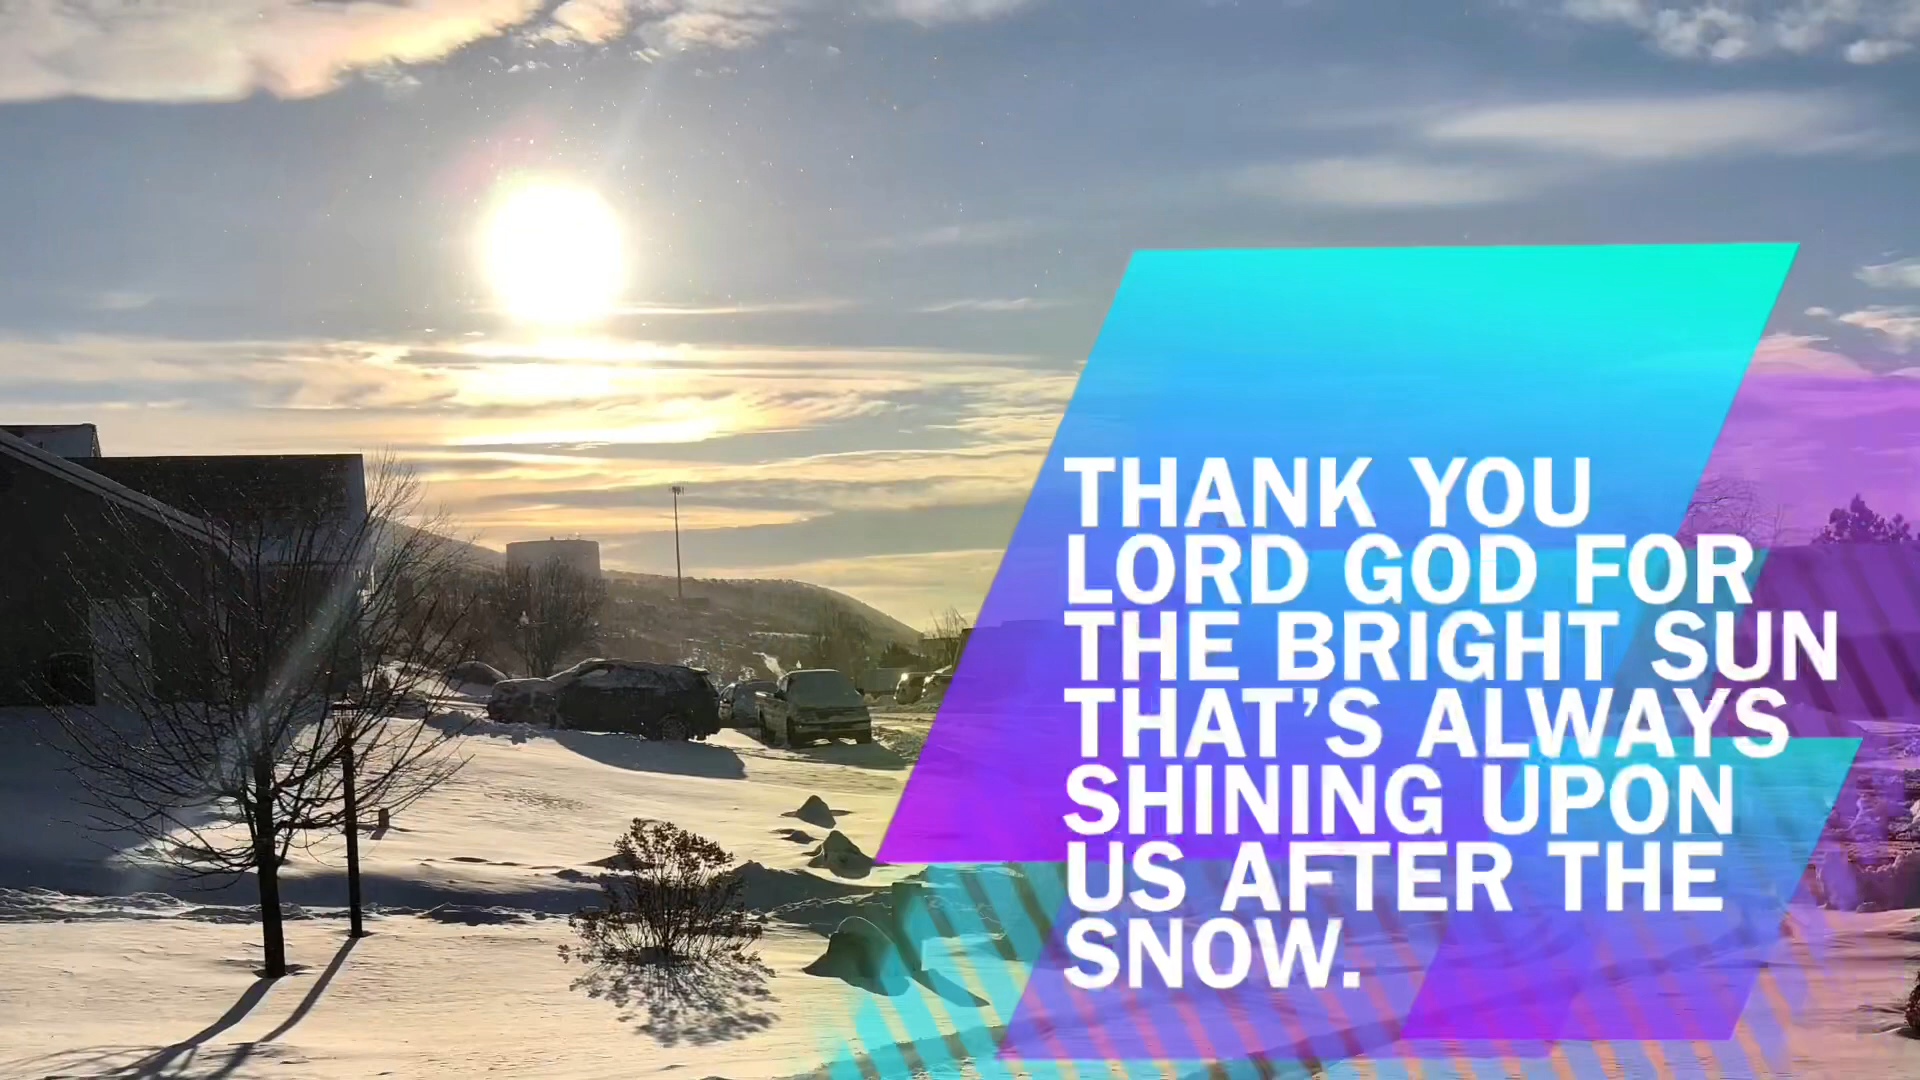 THANK YOU
LORD GOD FOR
THE BRIGHT SUN
THAT’S ALWAYS
SHINING UPON
US AFTER THE
SNOW.